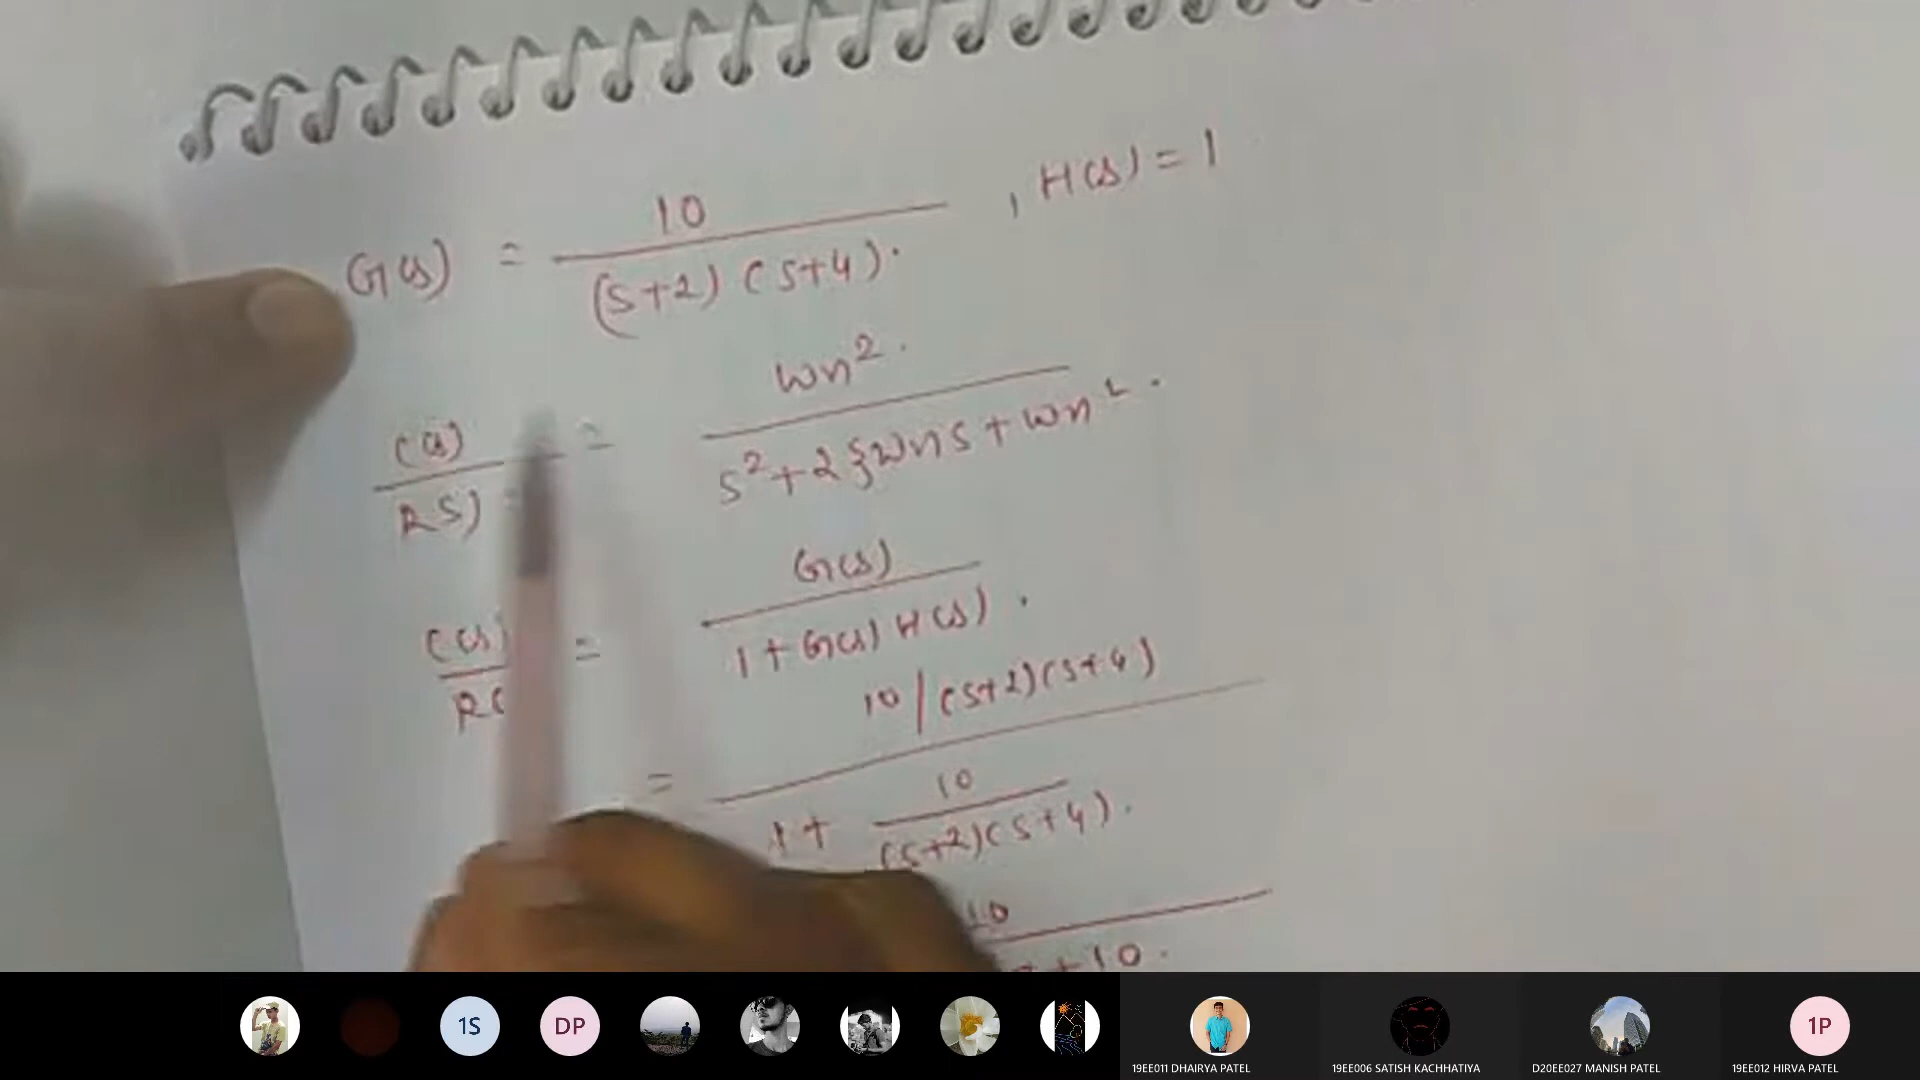 G(s) = 10 / (s+2) (s+4). , H(s) = 1
C(s) / R(s) = ωn². / s² + 2ξωns + ωn².
C(s) / R( = G(s) / 1 + G(s) H(s).
= 10 / (s+2)(s+4)
1 + 10 / (s+2)(s+4).
10
+ 10.
1S
DP
1P
19EE011 DHAIRYA PATEL
19EE006 SATISH KACHHATIYA
D20EE027 MANISH PATEL
19EE012 HIRVA PATEL